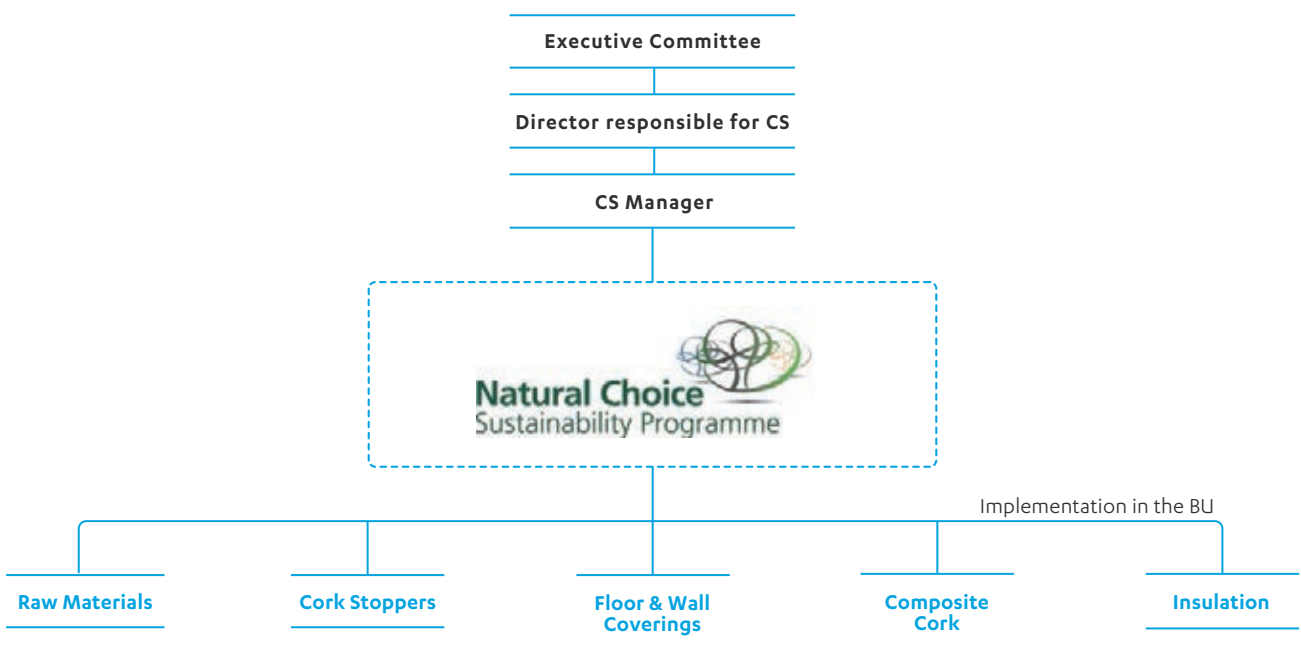 Executive Committee
Director responsible for CS
CS Manager
Natural Choice
Sustainability Programme
Implementation in the BU
Raw Materials
Cork Stoppers
Floor & Wall
Coverings
Composite
Cork
Insulation